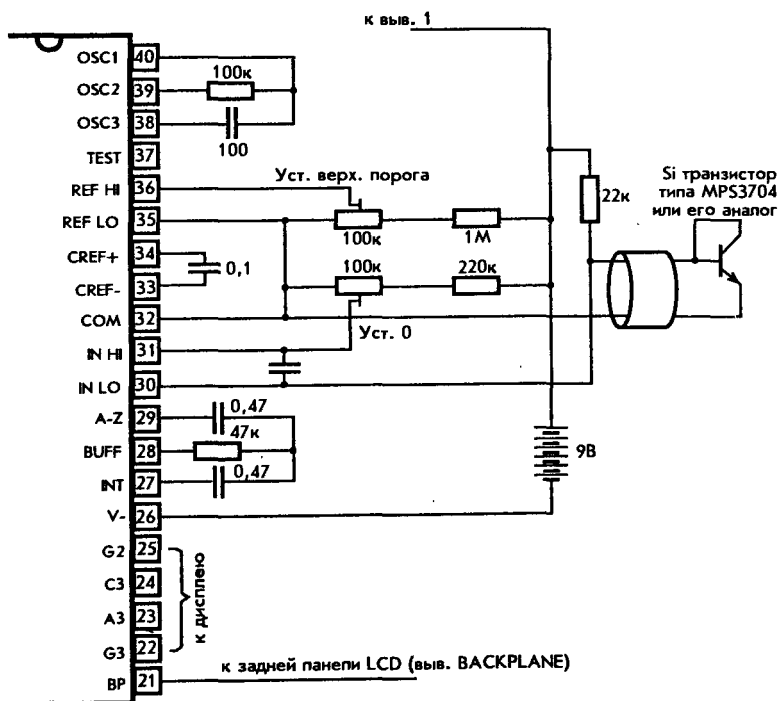 к выв. 1
OSC1 40
100к
OSC2 39
OSC3 38
100
TEST 37
REF HI 36
Уст. верх. порога
REF LO 35
100к
1М
22к
Si транзистор
типа MPS3704
или его аналог
CREF+ 34
0,1
CREF- 33
100к
220к
COM 32
Уст. 0
IN HI 31
IN LO 30
A-Z 29
0,47
47к
BUFF 28
0,47
INT 27
9В
V- 26
G2 25
C3 24
A3 23
G3 22
к дисплею
BP 21
к задней панепи LCD (выв. BACKPLANE)